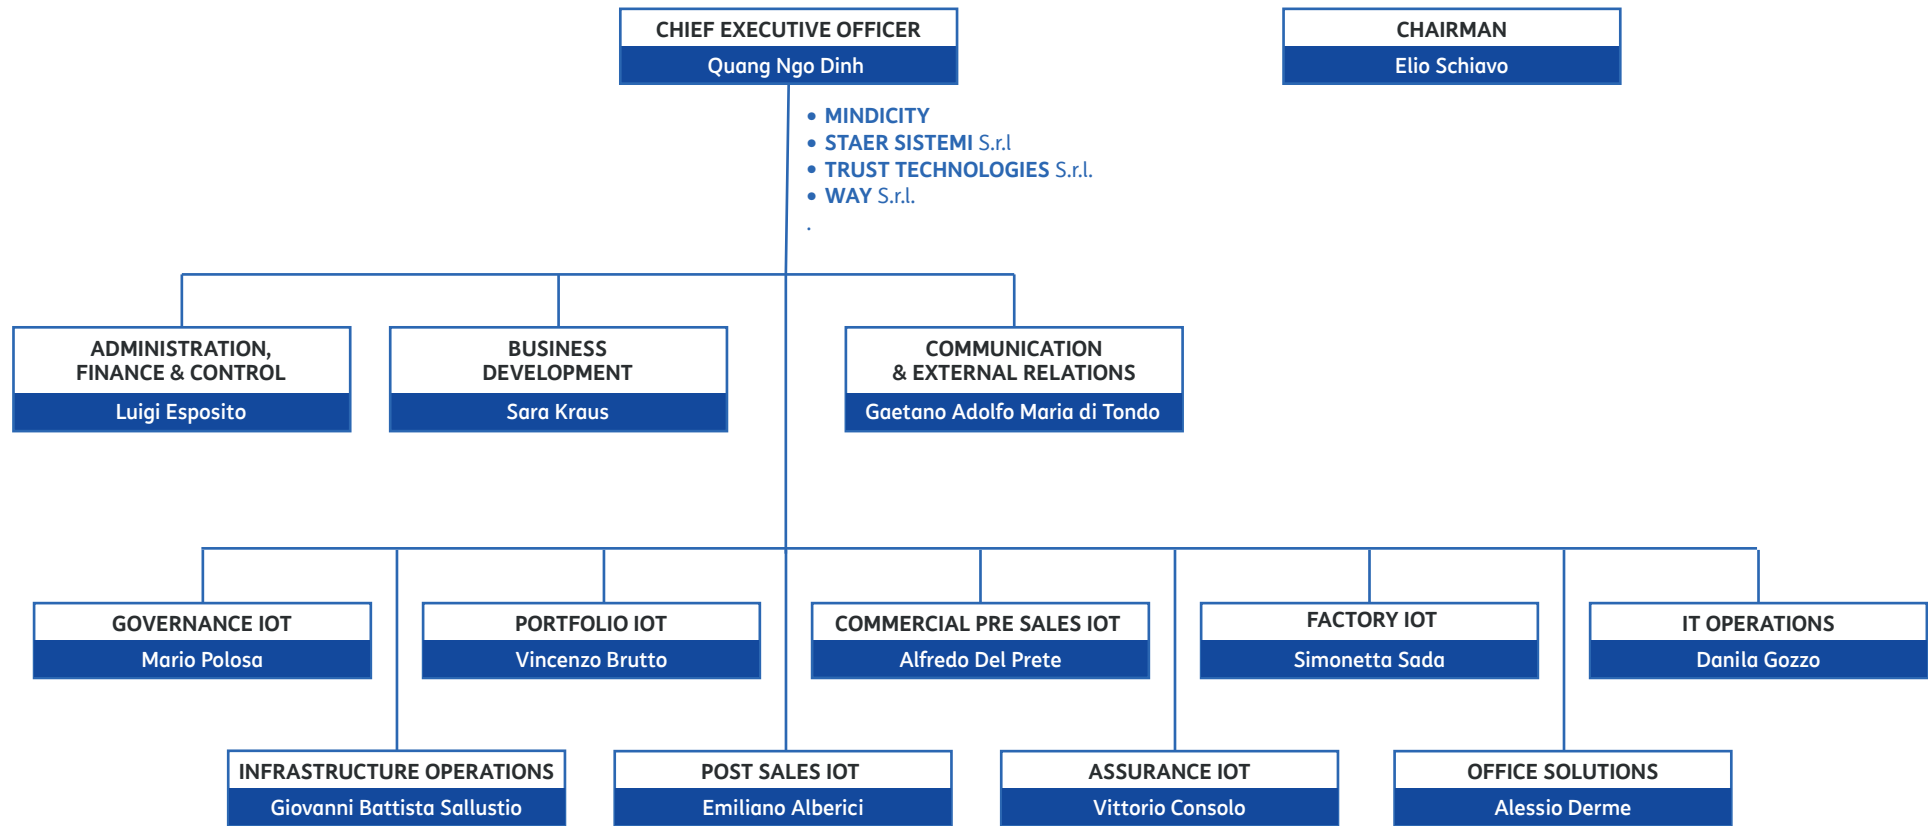 CHIEF EXECUTIVE OFFICER
Quang Ngo Dinh
CHAIRMAN
Elio Schiavo
• MINDICITY
• STAER SISTEMI S.r.l
• TRUST TECHNOLOGIES S.r.l.
• WAY S.r.l.
.
ADMINISTRATION,
FINANCE & CONTROL
Luigi Esposito
BUSINESS
DEVELOPMENT
Sara Kraus
COMMUNICATION
& EXTERNAL RELATIONS
Gaetano Adolfo Maria di Tondo
GOVERNANCE IOT
Mario Polosa
PORTFOLIO IOT
Vincenzo Brutto
COMMERCIAL PRE SALES IOT
Alfredo Del Prete
FACTORY IOT
Simonetta Sada
IT OPERATIONS
Danila Gozzo
INFRASTRUCTURE OPERATIONS
Giovanni Battista Sallustio
POST SALES IOT
Emiliano Alberici
ASSURANCE IOT
Vittorio Consolo
OFFICE SOLUTIONS
Alessio Derme